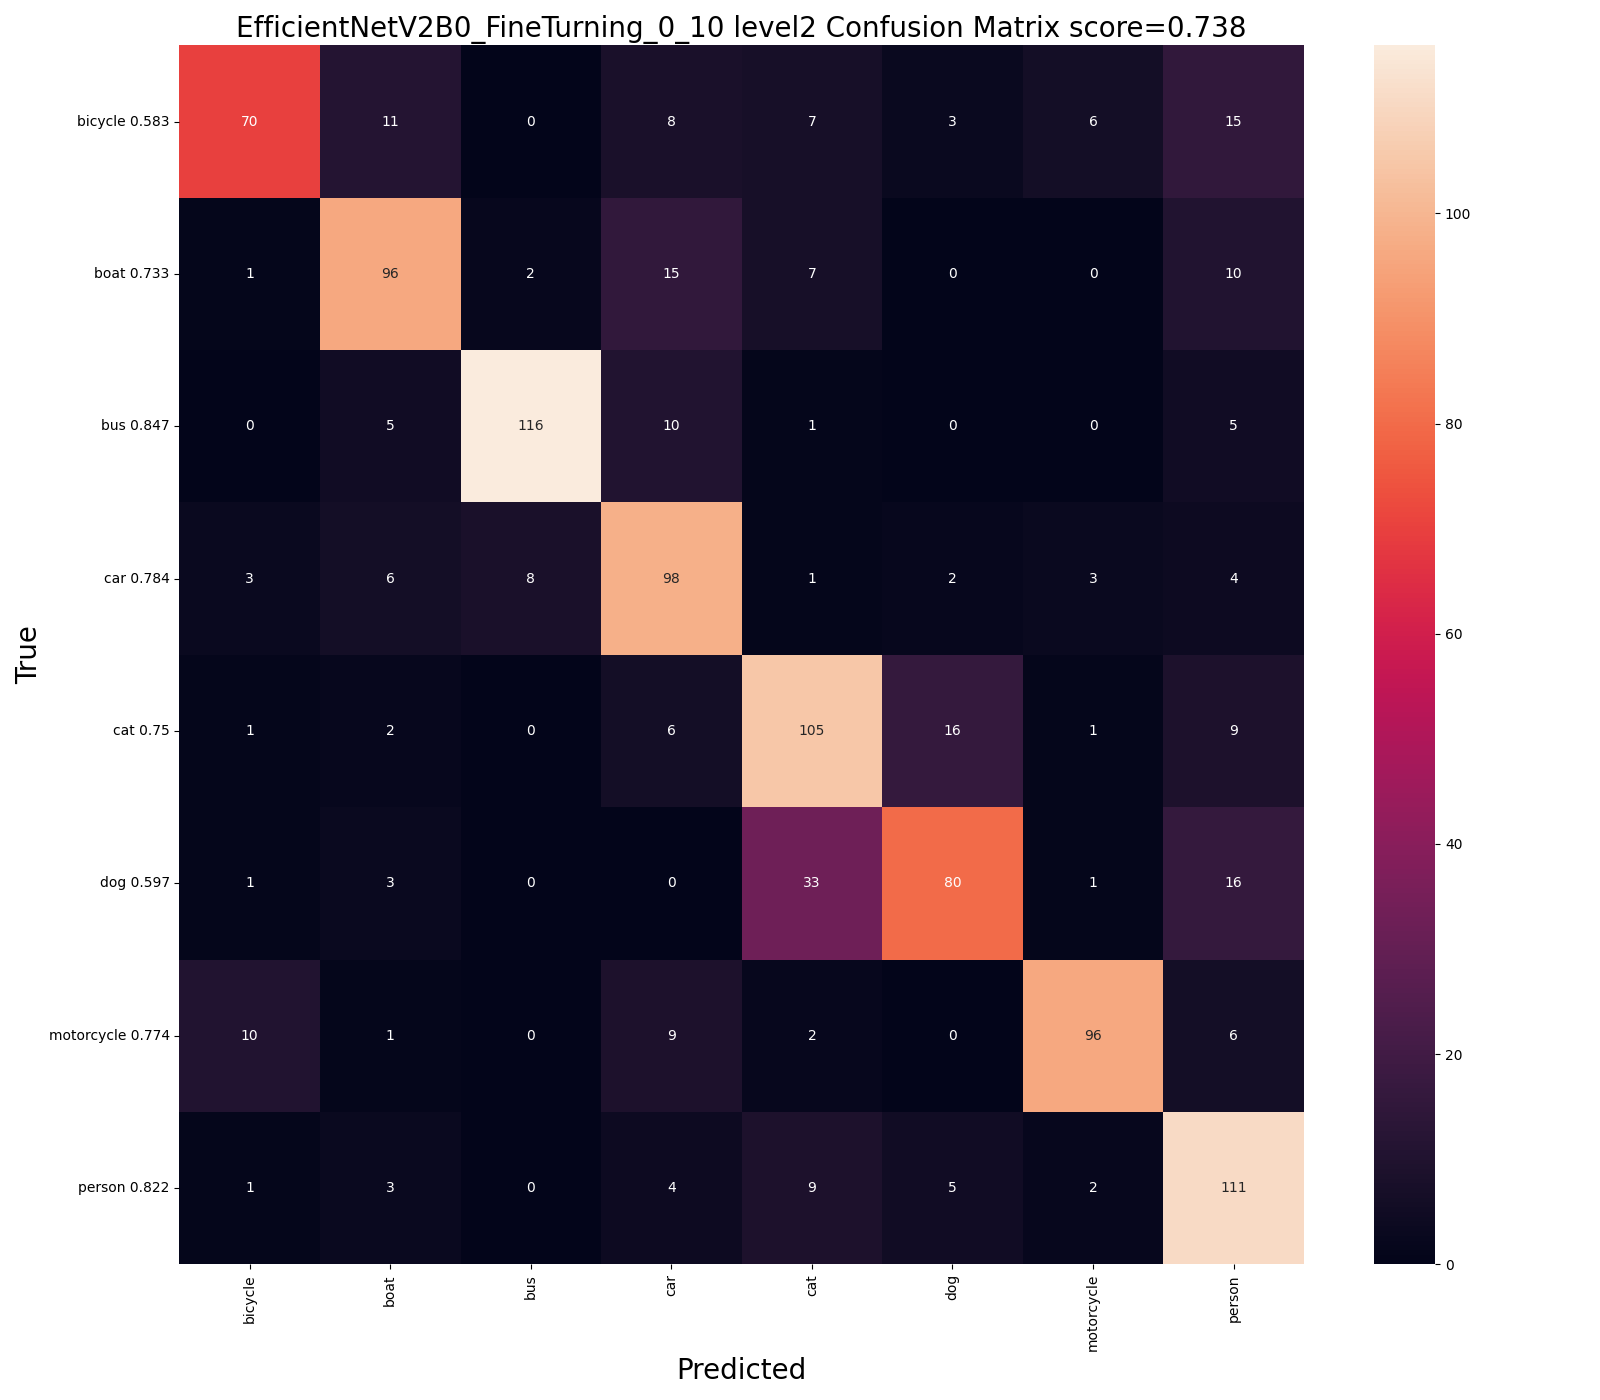 EfficientNetV2B0_FineTurning_0_10 level2 Confusion Matrix score=0.738
bicycle 0.583 70 11 0 8 7 3 6 15
boat 0.733 1 96 2 15 7 0 0 10
bus 0.847 0 5 116 10 1 0 0 5
car 0.784 3 6 8 98 1 2 3 4
cat 0.75 1 2 0 6 105 16 1 9
dog 0.597 1 3 0 0 33 80 1 16
motorcycle 0.774 10 1 0 9 2 0 96 6
person 0.822 1 3 0 4 9 5 2 111
bicycle boat bus car cat dog motorcycle person
True
Predicted
100
80
60
40
20
0